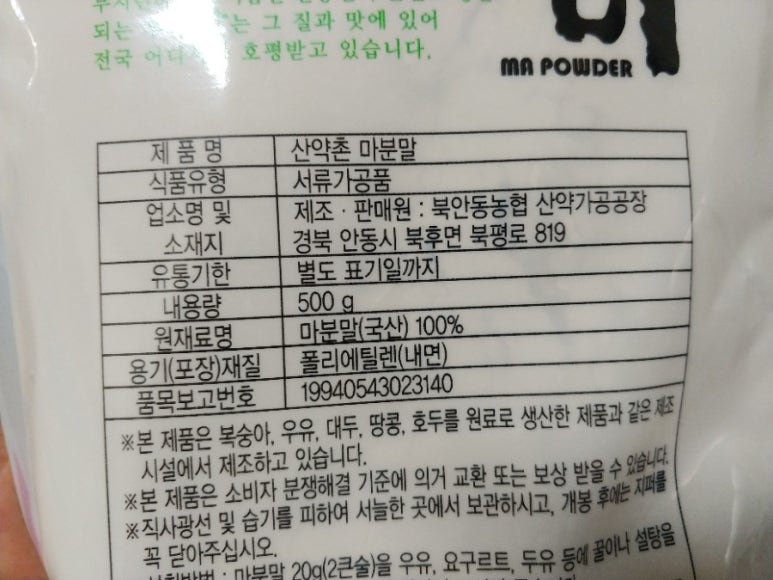 되는 그 질과 맛에 있어
전국 호평받고 있습니다.
MA POWDER
제 품 명 산약촌 마분말
식품유형 서류가공품
업소명 및 제조 · 판매원 : 북안동농협 산약가공공장
소재지 경북 안동시 북후면 북평로 819
유통기한 별도 표기일까지
내용량 500 g
원재료명 마분말(국산) 100%
용기(포장)재질 폴리에틸렌(내면)
품목보고번호 19940543023140
※본 제품은 복숭아, 우유, 대두, 땅콩, 호두를 원료로 생산한 제품과 같은 제조
시설에서 제조하고 있습니다.
※본 제품은 소비자 분쟁해결 기준에 의거 교환 또는 보상 받을 수 있습니다.
※직사광선 및 습기를 피하여 서늘한 곳에서 보관하시고, 개봉 후에는 지퍼를
꼭 닫아주십시오.
마분말 20g(2큰술)을 우유, 요구르트, 두유 등에 꿀이나 설탕을